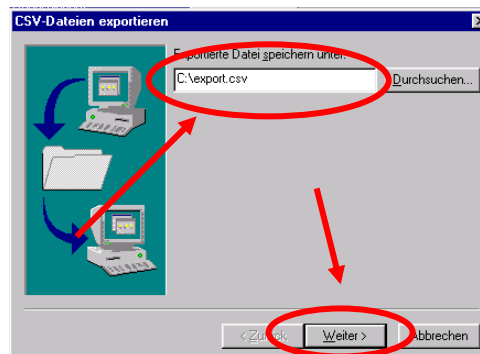 CSV-Dateien exportieren
Exportierte Datei speichern unter:
C:\export.csv
Durchsuchen...
< Zurück
Weiter >
Abbrechen